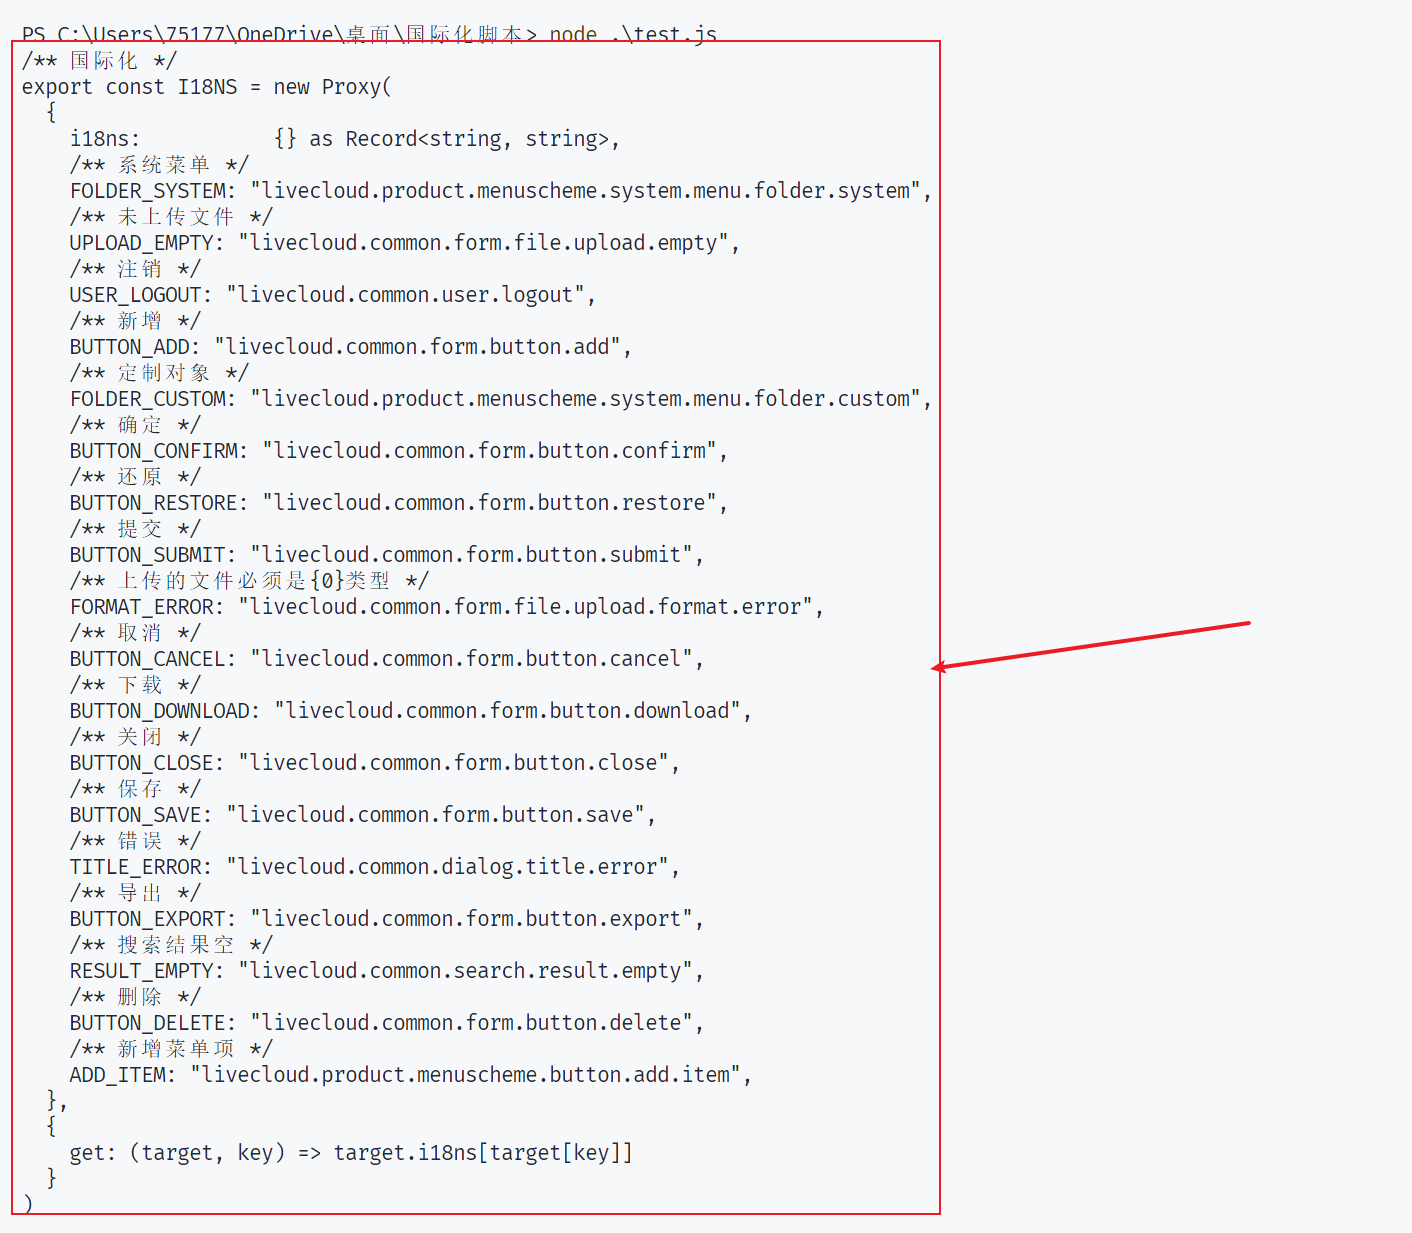 PS C:\Users\75177\OneDrive\桌面\国际化脚本> node .\test.js
/** 国际化 */
export const I18NS = new Proxy(
  {
    i18ns:           {} as Record<string, string>,
    /** 系统菜单 */
    FOLDER_SYSTEM: "livecloud.product.menuscheme.system.menu.folder.system",
    /** 未上传文件 */
    UPLOAD_EMPTY: "livecloud.common.form.file.upload.empty",
    /** 注销 */
    USER_LOGOUT: "livecloud.common.user.logout",
    /** 新增 */
    BUTTON_ADD: "livecloud.common.form.button.add",
    /** 定制对象 */
    FOLDER_CUSTOM: "livecloud.product.menuscheme.system.menu.folder.custom",
    /** 确定 */
    BUTTON_CONFIRM: "livecloud.common.form.button.confirm",
    /** 还原 */
    BUTTON_RESTORE: "livecloud.common.form.button.restore",
    /** 提交 */
    BUTTON_SUBMIT: "livecloud.common.form.button.submit",
    /** 上传的文件必须是{0}类型 */
    FORMAT_ERROR: "livecloud.common.form.file.upload.format.error",
    /** 取消 */
    BUTTON_CANCEL: "livecloud.common.form.button.cancel",
    /** 下载 */
    BUTTON_DOWNLOAD: "livecloud.common.form.button.download",
    /** 关闭 */
    BUTTON_CLOSE: "livecloud.common.form.button.close",
    /** 保存 */
    BUTTON_SAVE: "livecloud.common.form.button.save",
    /** 错误 */
    TITLE_ERROR: "livecloud.common.dialog.title.error",
    /** 导出 */
    BUTTON_EXPORT: "livecloud.common.form.button.export",
    /** 搜索结果空 */
    RESULT_EMPTY: "livecloud.common.search.result.empty",
    /** 删除 */
    BUTTON_DELETE: "livecloud.common.form.button.delete",
    /** 新增菜单项 */
    ADD_ITEM: "livecloud.product.menuscheme.button.add.item",
  },
  {
    get: (target, key) => target.i18ns[target[key]]
  }
)